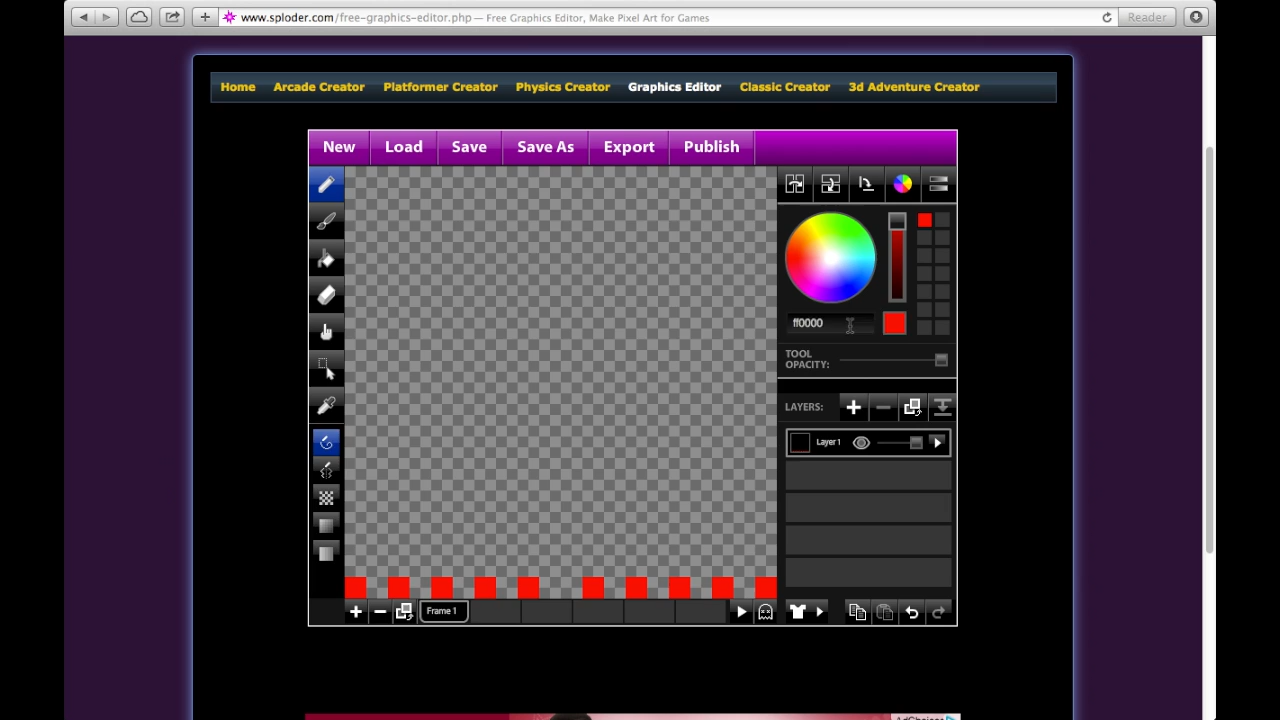 www.sploder.com/free-graphics-editor.php — Free Graphics Editor, Make Pixel Art for Games
Reader
Home Arcade Creator Platformer Creator Physics Creator Graphics Editor Classic Creator 3d Adventure Creator
New Load Save Save As Export Publish
ff0000
TOOL
OPACITY:
LAYERS:
Layer 1
Frame 1
AdChoices